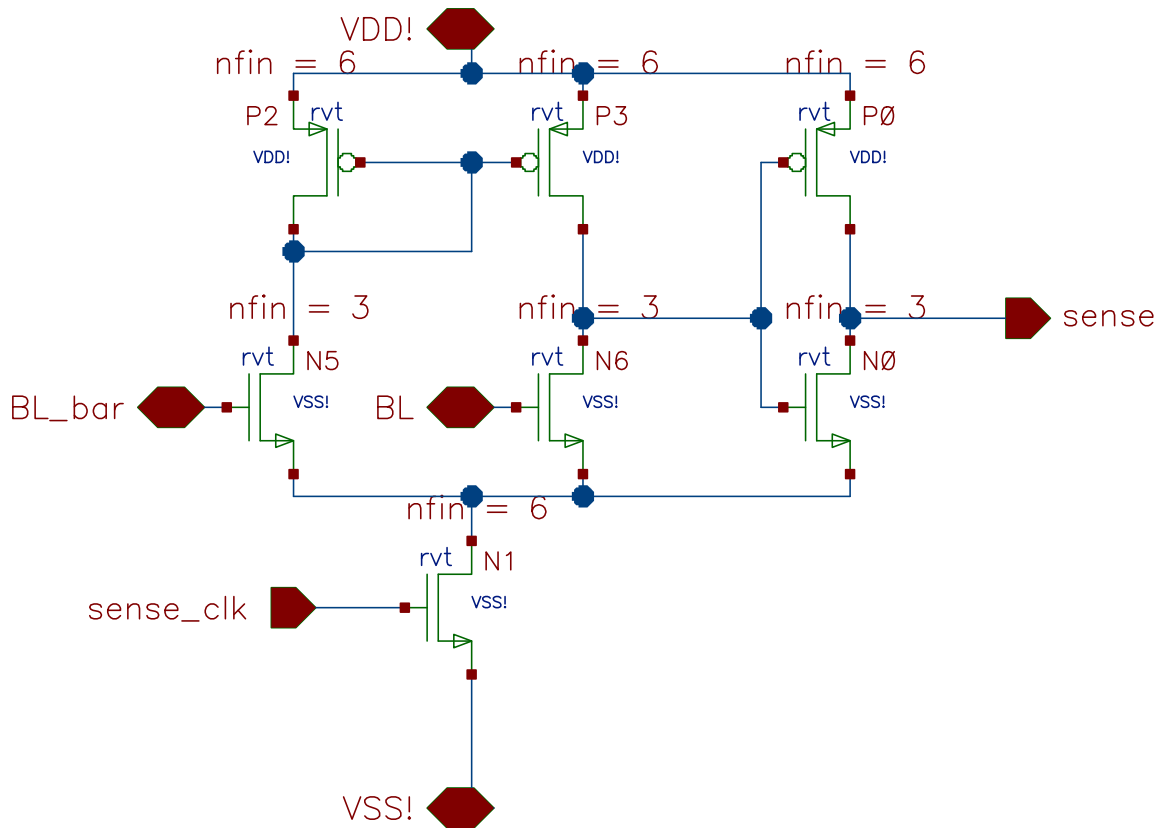 VDD!
nfin = 6 nfin = 6 nfin = 6
P2 rvt rvt P3 rvt PØ
VDD! VDD! VDD!
nfin = 3 nfin = 3 nfin = 3
sense
rvt N5 rvt N6 rvt NØ
BL_bar VSS! BL VSS! VSS!
nfin = 6
rvt N1
sense_clk VSS!
VSS!